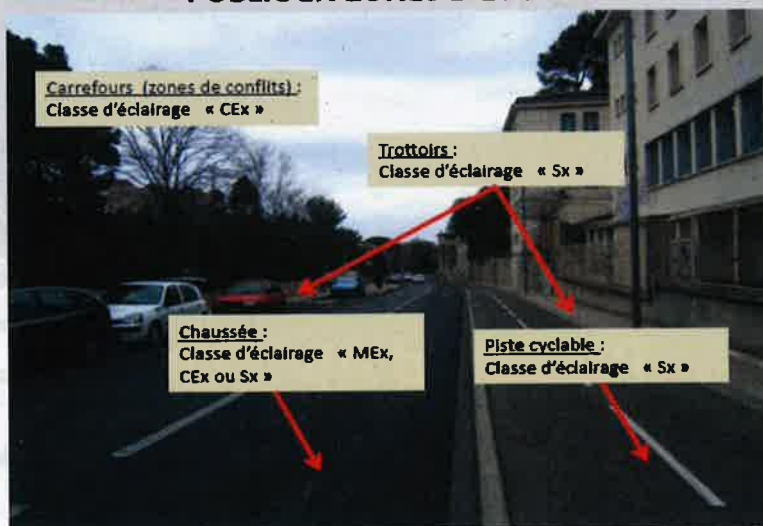 Carrefours (zones de conflits) :
Classe d'éclairage « CEx »
Trottoirs :
Classe d'éclairage « Sx »
Chaussée :
Classe d'éclairage « MEx,
CEx ou Sx »
Piste cyclable :
Classe d'éclairage « Sx »